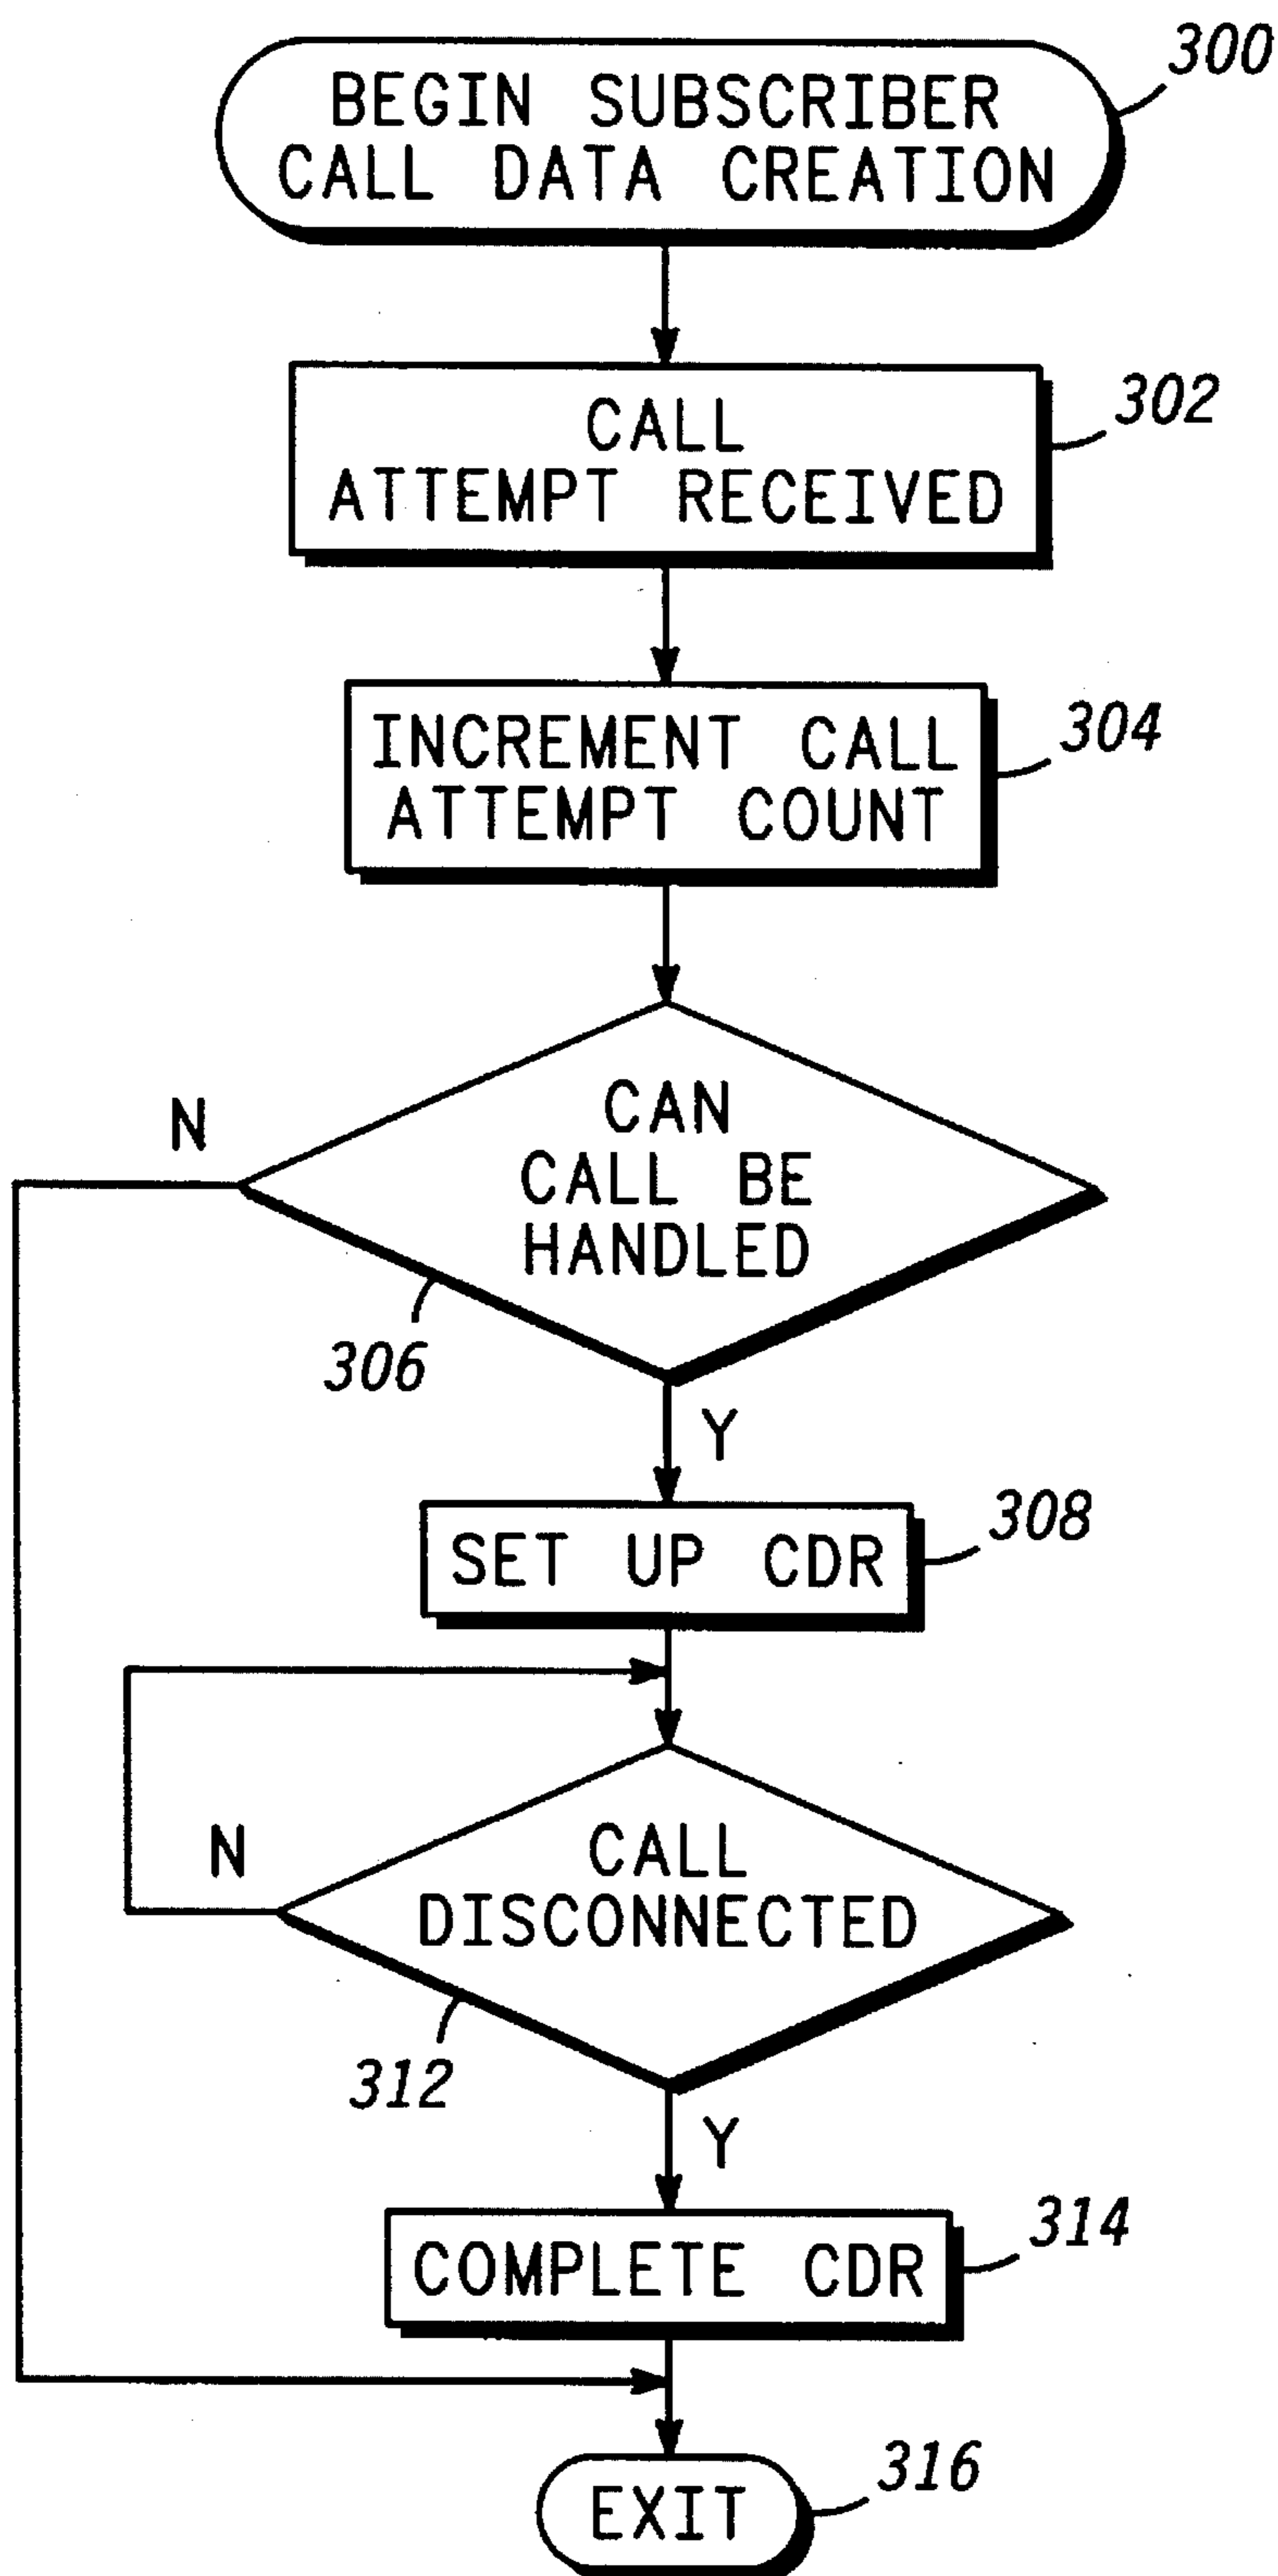 300
BEGIN SUBSCRIBER
CALL DATA CREATION
302
CALL
ATTEMPT RECEIVED
304
INCREMENT CALL
ATTEMPT COUNT
N
CAN
CALL BE
HANDLED
306
Y
308
SET UP CDR
N
CALL
DISCONNECTED
312
Y
314
COMPLETE CDR
316
EXIT